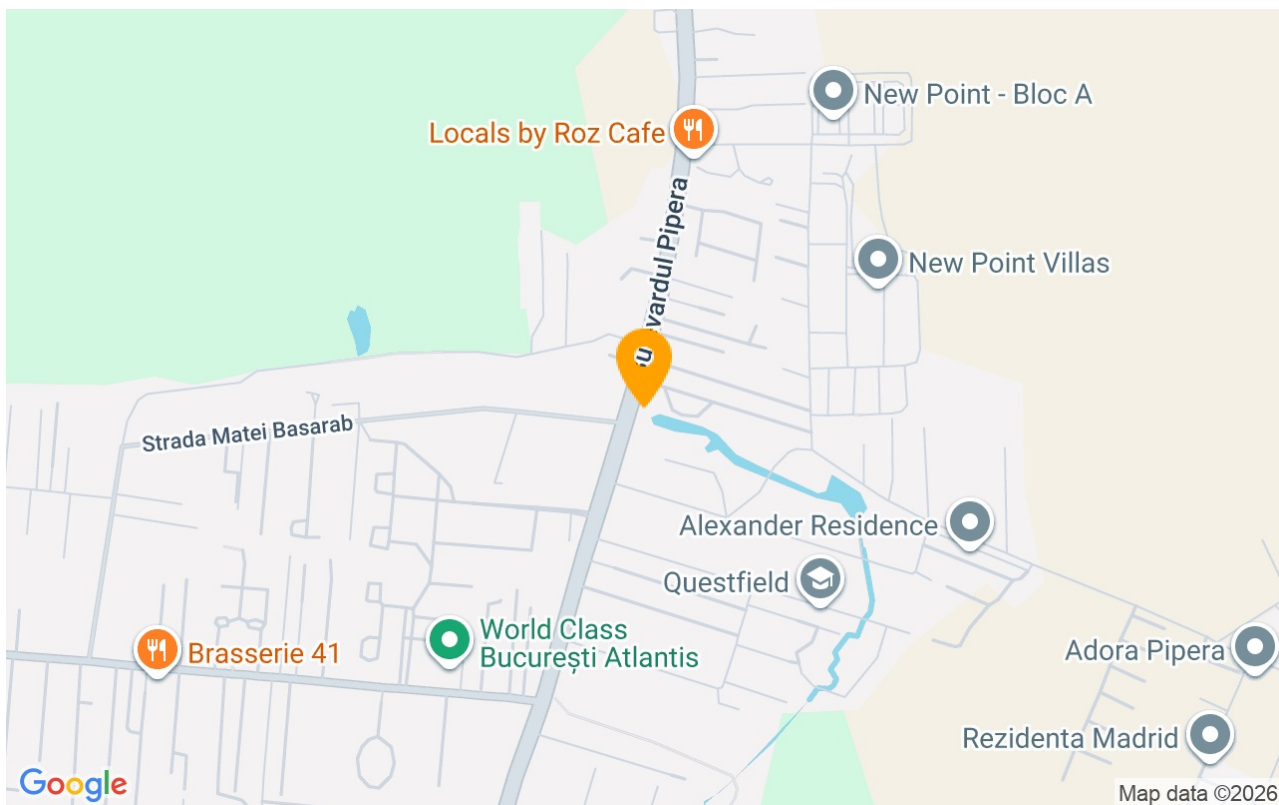 New Point - Bloc A
Locals by Roz Cafe
New Point Villas
Strada Matei Basarab
Alexander Residence
Questfield
World Class
București Atlantis
Brasserie 41
Adora Pipera
Rezidenta Madrid
Google
Map data ©2026